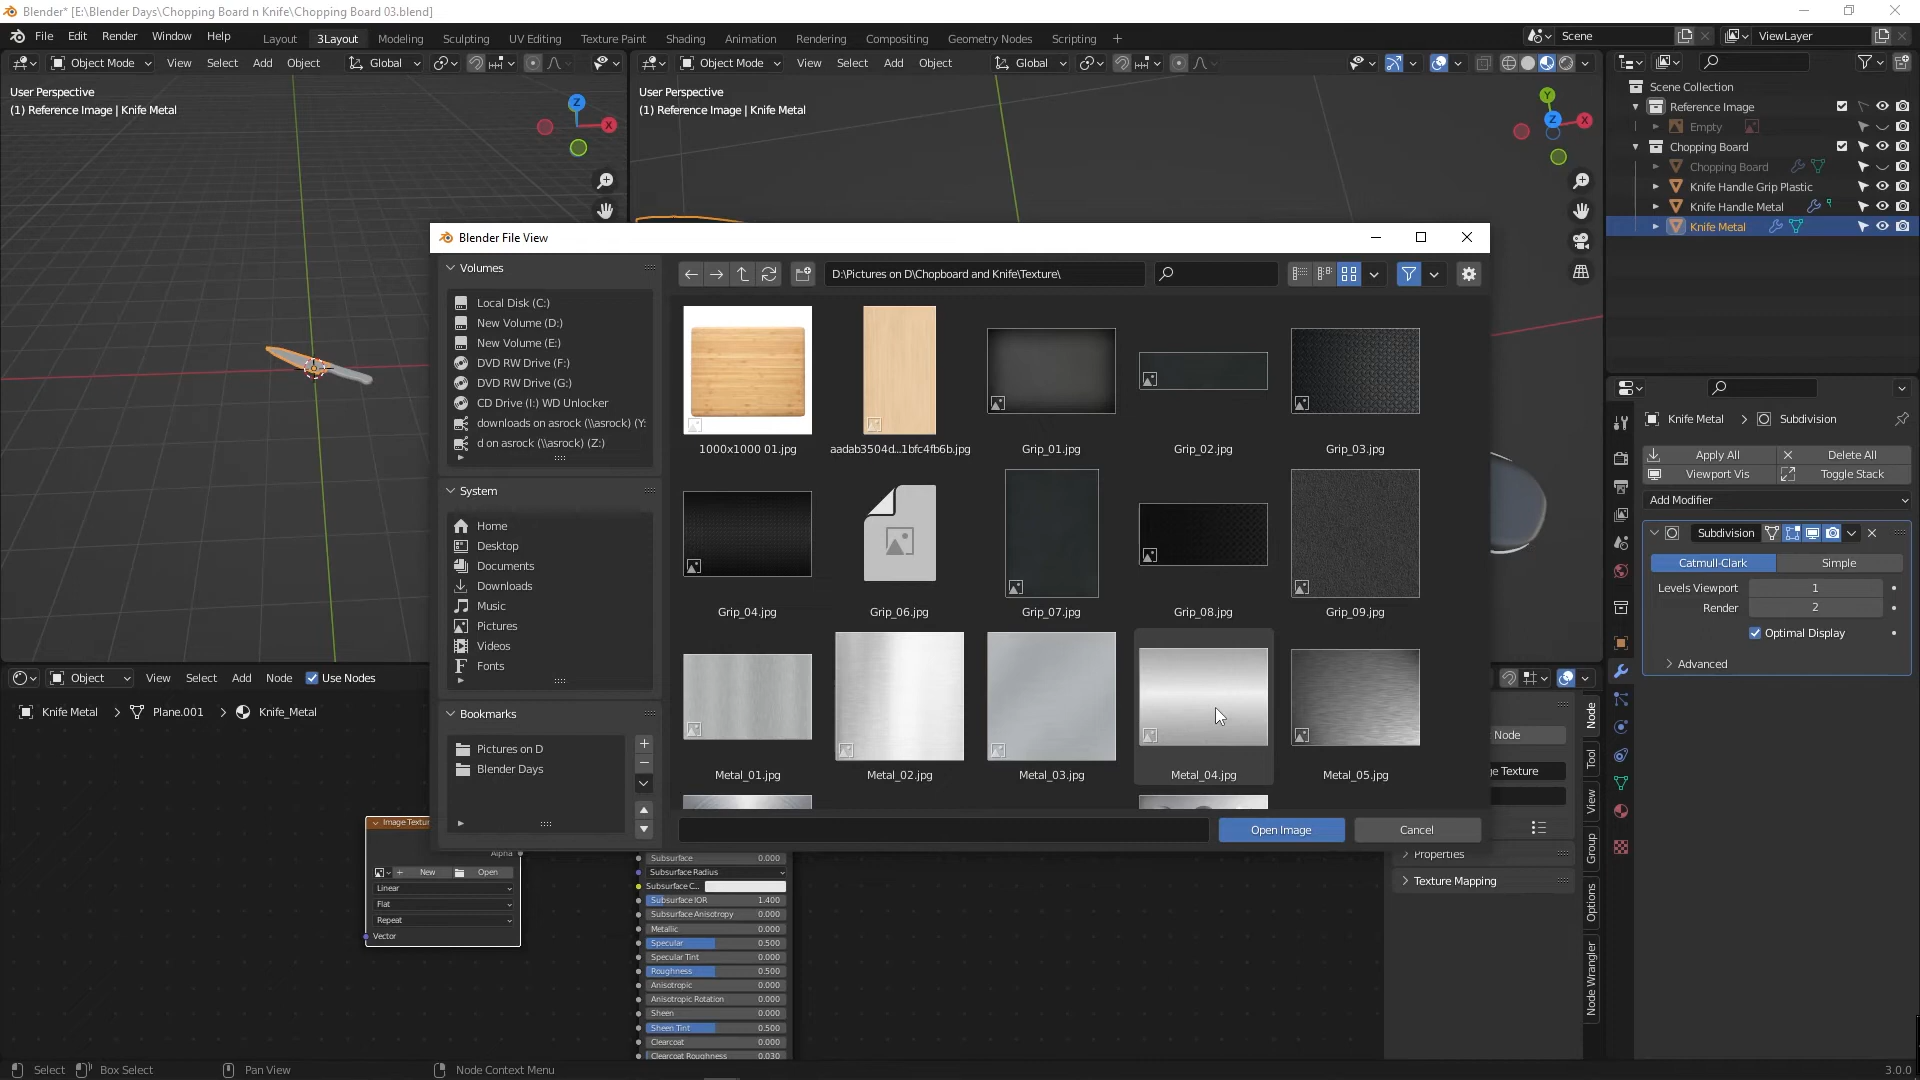 Blender* [E:\Blender Days\Chopping Board n Knife\Chopping Board 03.blend]
File Edit Render Window Help Layout 3Layout Modeling Sculpting UV Editing Texture Paint Shading Animation Rendering Compositing Geometry Nodes Scripting + Scene ViewLayer
Object Mode View Select Add Object Global Object Mode View Select Add Object Global
User Perspective
(1) Reference Image | Knife Metal
User Perspective
(1) Reference Image | Knife Metal
Z X
Y Z X
Scene Collection
Reference Image
Empty
Chopping Board
Chopping Board
Knife Handle Grip Plastic
Knife Handle Metal
Knife Metal
Blender File View
Volumes
Local Disk (C:)
New Volume (D:)
New Volume (E:)
DVD RW Drive (F:)
DVD RW Drive (G:)
CD Drive (I:) WD Unlocker
downloads on asrock (\\asrock) (Y:
d on asrock (\\asrock) (Z:)
System
Home
Desktop
Documents
Downloads
Music
Pictures
Videos
Fonts
Bookmarks
Pictures on D
Blender Days
D:\Pictures on D\Chopboard and Knife\Texture\
1000x1000 01.jpg aadab3504d...1bfc4fb6b.jpg Grip_01.jpg Grip_02.jpg Grip_03.jpg
Grip_04.jpg Grip_06.jpg Grip_07.jpg Grip_08.jpg Grip_09.jpg
Metal_01.jpg Metal_02.jpg Metal_03.jpg Metal_04.jpg Metal_05.jpg
Open Image Cancel
Knife Metal > Subdivision
Apply All Delete All
Viewport Vis Toggle Stack
Add Modifier
Subdivision
Catmull-Clark Simple
Levels Viewport 1
Render 2
Optimal Display
Advanced
Object View Select Add Node Use Nodes
Knife Metal > Plane.001 > Knife_Metal
Image Textur
Alpha
New Open
Linear
Flat
Repeat
Vector
Subsurface 0.000
Subsurface Radius
Subsurface C...
Subsurface IOR 1.400
Subsurface Anisotropy 0.000
Metallic 0.000
Specular 0.500
Specular Tint 0.000
Roughness 0.500
Anisotropic 0.000
Anisotropic Rotation 0.000
Sheen 0.000
Sheen Tint 0.500
Clearcoat 0.000
Clearcoat Roughness 0.030
Node
ge Texture
Properties
Texture Mapping
Node
Tool
View
Group
Options
Node Wrangler
Select Box Select Pan View Node Context Menu 3.0.0